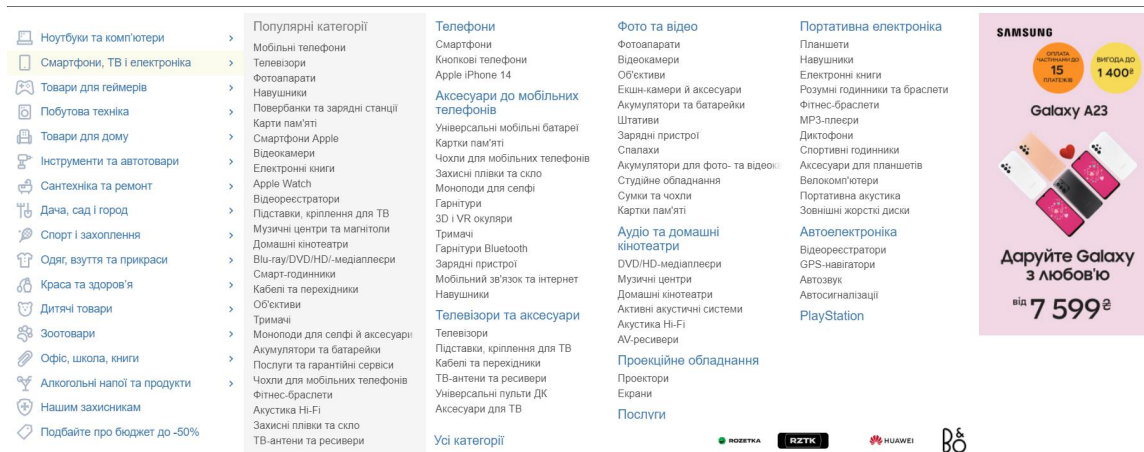 Ноутбуки та комп'ютери
Смартфони, ТВ і електроніка
Товари для геймерів
Побутова техніка
Товари для дому
Інструменти та автотовари
Сантехніка та ремонт
Дача, сад і город
Спорт і захоплення
Одяг, взуття та прикраси
Краса та здоров'я
Дитячі товари
Зоотовари
Офіс, школа, книги
Алкогольні напої та продукти
Нашим захисникам
Подбайте про бюджет до -50%
Популярні категорії
Мобільні телефони
Телевізори
Фотоапарати
Навушники
Повербанки та зарядні станції
Карти пам'яті
Смартфони Apple
Відеокамери
Електронні книги
Apple Watch
Відеореєстратори
Підставки, кріплення для ТВ
Музичні центри та магнітоли
Домашні кінотеатри
Blu-ray/DVD/HD/-медіаплеєри
Смарт-годинники
Кабелі та перехідники
Об'єктиви
Тримачі
Моноподи для селфі й аксесуари
Акумулятори та батарейки
Послуги та гарантійні сервіси
Чохли для мобільних телефонів
Фітнес-браслети
Акустика Hi-Fi
Захисні плівки та скло
ТВ-антени та ресивери
Телефони
Смартфони
Кнопкові телефони
Apple iPhone 14
Аксесуари до мобільних
телефонів
Універсальні мобільні батареї
Картки пам'яті
Чохли для мобільних телефонів
Захисні плівки та скло
Моноподи для селфі
Гарнітури
3D і VR окуляри
Тримачі
Гарнітури Bluetooth
Зарядні пристрої
Мобільний зв'язок та інтернет
Навушники
Телевізори та аксесуари
Телевізори
Підставки, кріплення для ТВ
Кабелі та перехідники
ТВ-антени та ресивери
Універсальні пульти ДК
Аксесуари для ТВ
Усі категорії
Фото та відео
Фотоапарати
Відеокамери
Об'єктиви
Екшн-камери й аксесуари
Акумулятори та батарейки
Штативи
Зарядні пристрої
Спалахи
Акумулятори для фото- та відеок
Студійне обладнання
Сумки та чохли
Картки пам'яті
Аудіо та домашні
кінотеатри
DVD/HD-медіаплеєри
Музичні центри
Домашні кінотеатри
Активні акустичні системи
Акустика Hi-Fi
AV-ресивери
Проекційне обладнання
Проектори
Екрани
Послуги
Портативна електроніка
Планшети
Навушники
Електронні книги
Розумні годинники та браслети
Фітнес-браслети
MP3-плеєри
Диктофони
Спортивні годинники
Аксесуари для планшетів
Велокомп'ютери
Портативна акустика
Зовнішні жорсткі диски
Автоелектроніка
Відеореєстратори
GPS-навігатори
Автозвук
Автосигналізації
PlayStation
ROZETKA
RZTK
HUAWEI
B&O
SAMSUNG
ОПЛАТА
ЧАСТИНАМИ ДО
15
ПЛАТЕЖІВ
ВИГОДА ДО
1 400₴
Galaxy A23
Даруйте Galaxy
з любов'ю
від 7 599₴